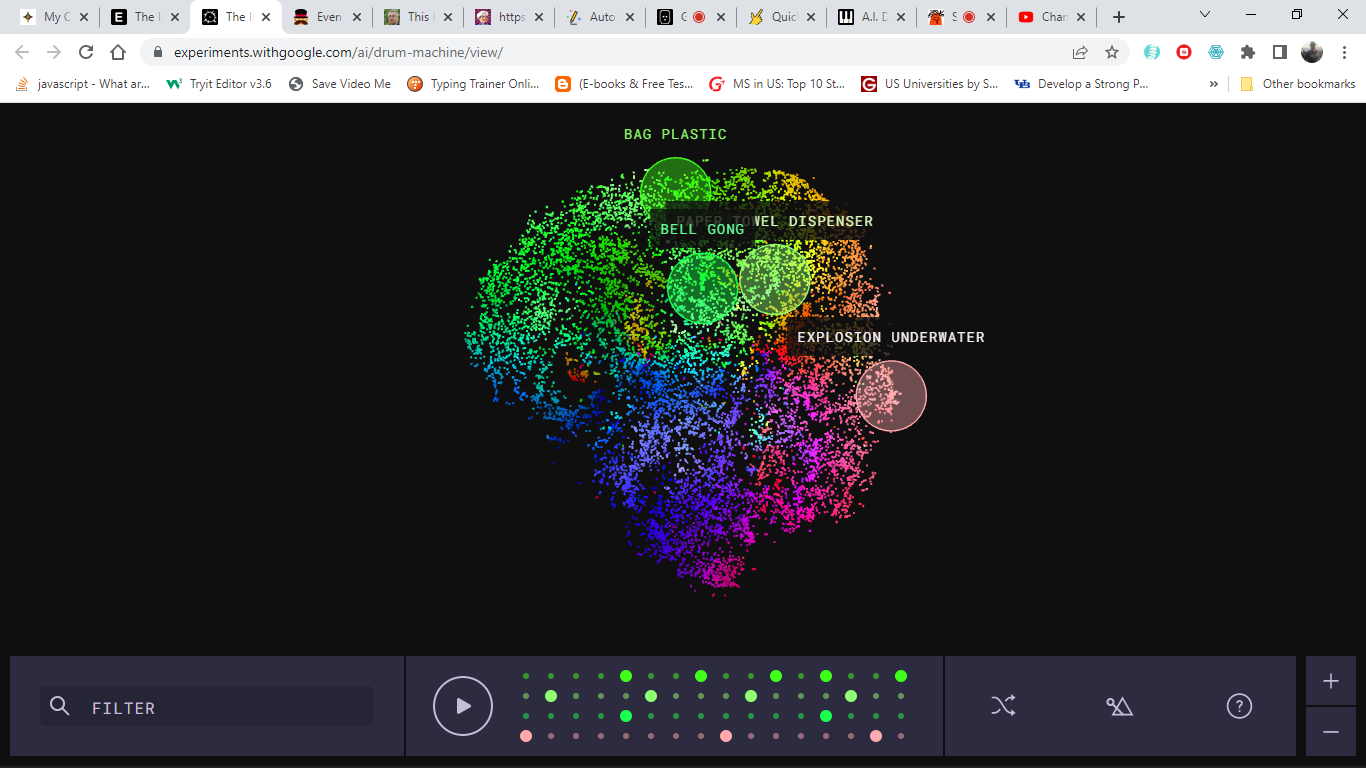 My C
The I
The I
Even
This I
https
Auto
G
Quic
A.I. D
S
Chan
experiments.withgoogle.com/ai/drum-machine/view/
javascript - What ar...
Tryit Editor v3.6
Save Video Me
Typing Trainer Onli...
(E-books & Free Tes...
MS in US: Top 10 St...
US Universities by S...
Develop a Strong P...
»
Other bookmarks
BAG PLASTIC
PAPER TOWEL DISPENSER
BELL GONG
EXPLOSION UNDERWATER
FILTER